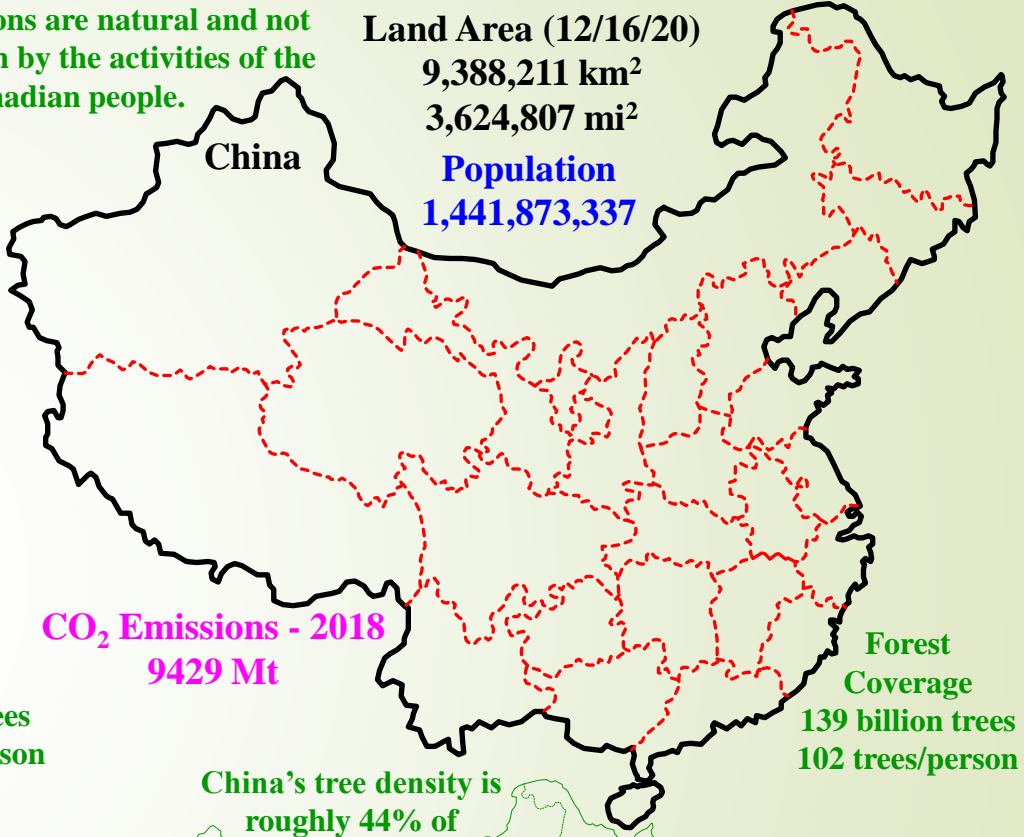 ons are natural and not
n by the activities of the
nadian people.
Land Area (12/16/20)
9,388,211 km²
3,624,807 mi²
Population
1,441,873,337
China
CO₂ Emissions - 2018
9429 Mt
Forest
Coverage
139 billion trees
102 trees/person
ees
son
China’s tree density is
roughly 44% of